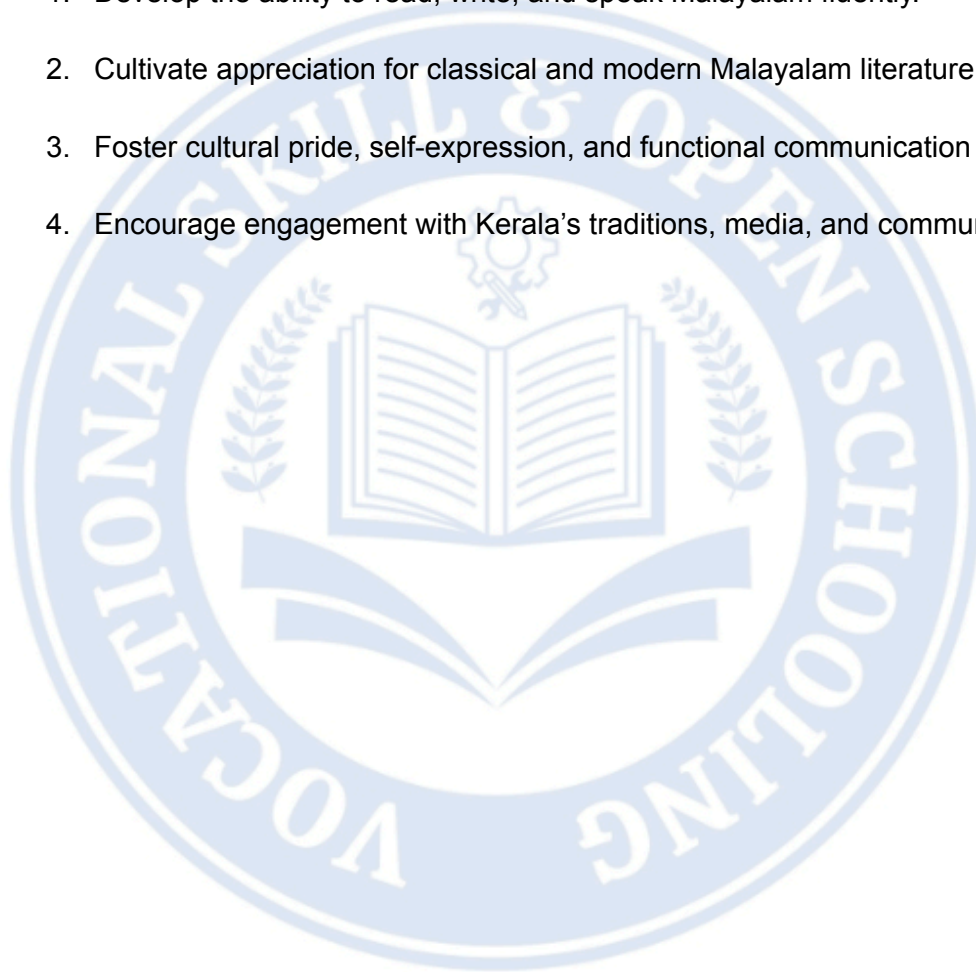 1. Develop the ability to read, write, and speak Malayalam fluently.
2. Cultivate appreciation for classical and modern Malayalam literature
3. Foster cultural pride, self-expression, and functional communication
4. Encourage engagement with Kerala’s traditions, media, and
VOCATIONAL SKILL & OPEN SCHOOLING